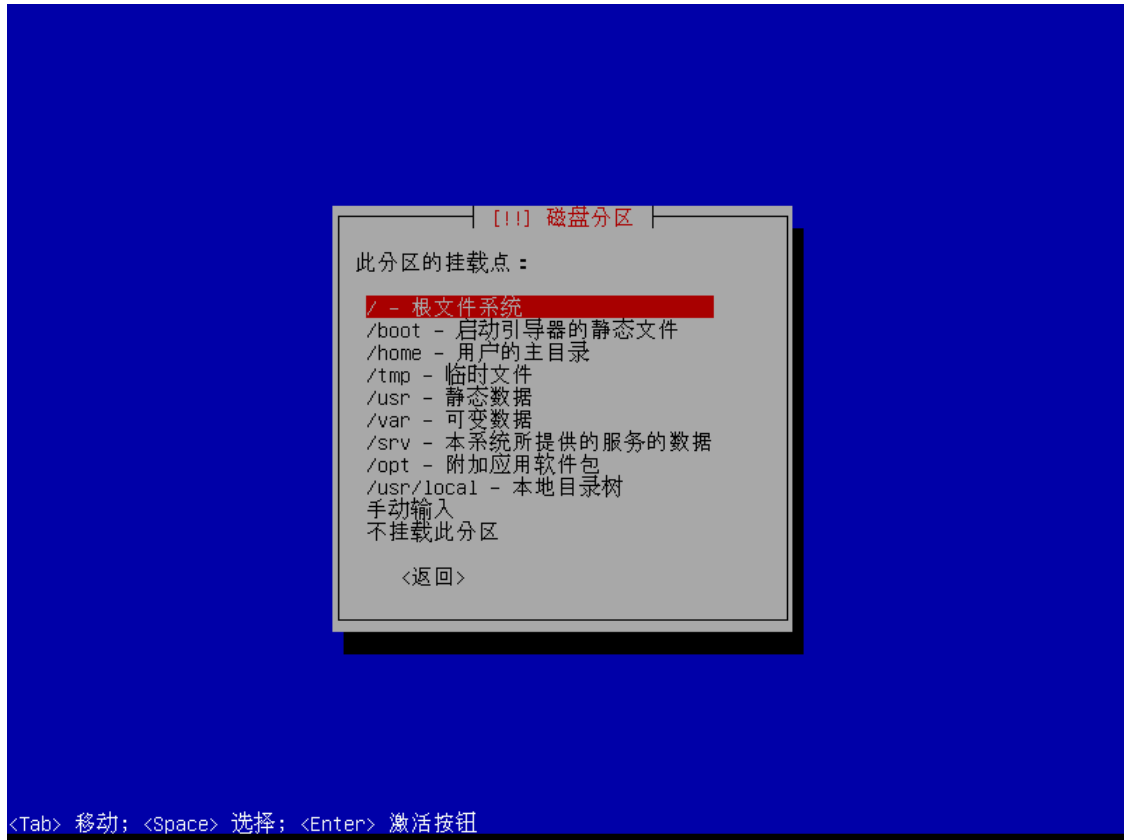 [!!] 磁盘分区
此分区的挂载点：
/ – 根文件系统
/boot – 启动引导器的静态文件
/home – 用户的主目录
/tmp – 临时文件
/usr – 静态数据
/var – 可变数据
/srv – 本系统所提供的服务的数据
/opt – 附加应用软件包
/usr/local – 本地目录树
手动输入
不挂载此分区
<返回>
<Tab> 移动; <Space> 选择; <Enter> 激活按钮